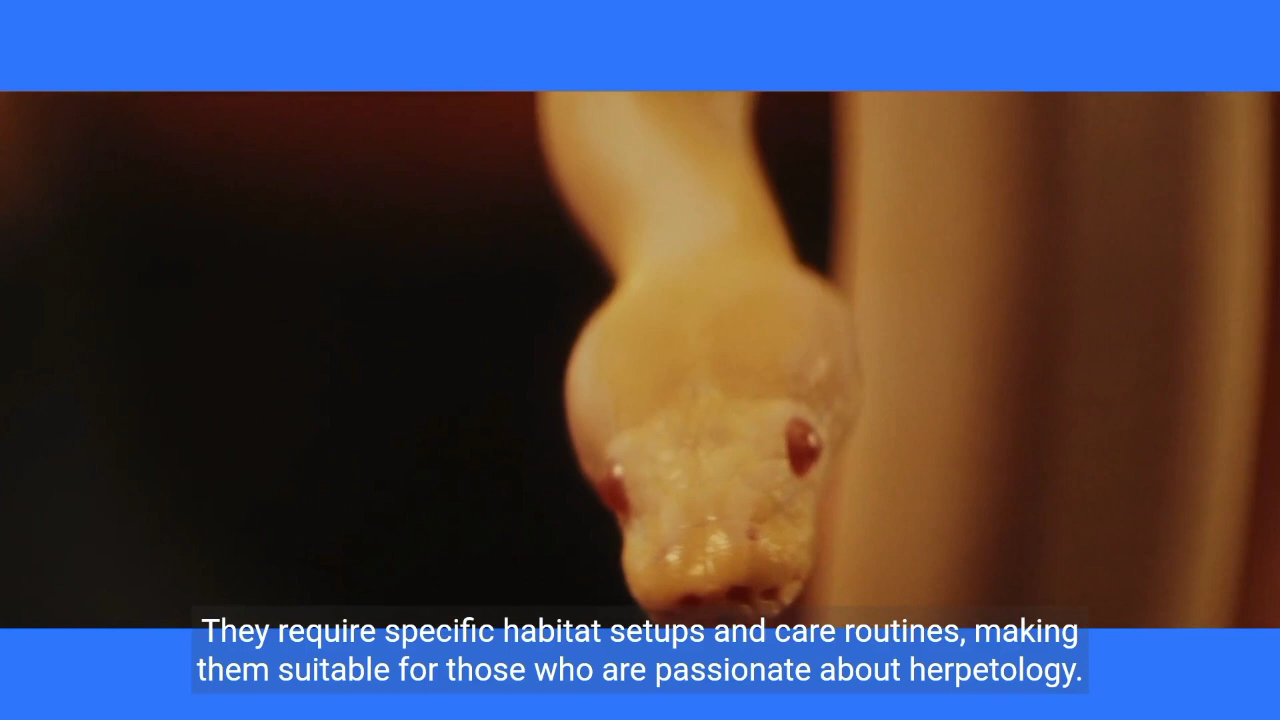 They require specific habitat setups and care routines, making
them suitable for those who are passionate about herpetology.